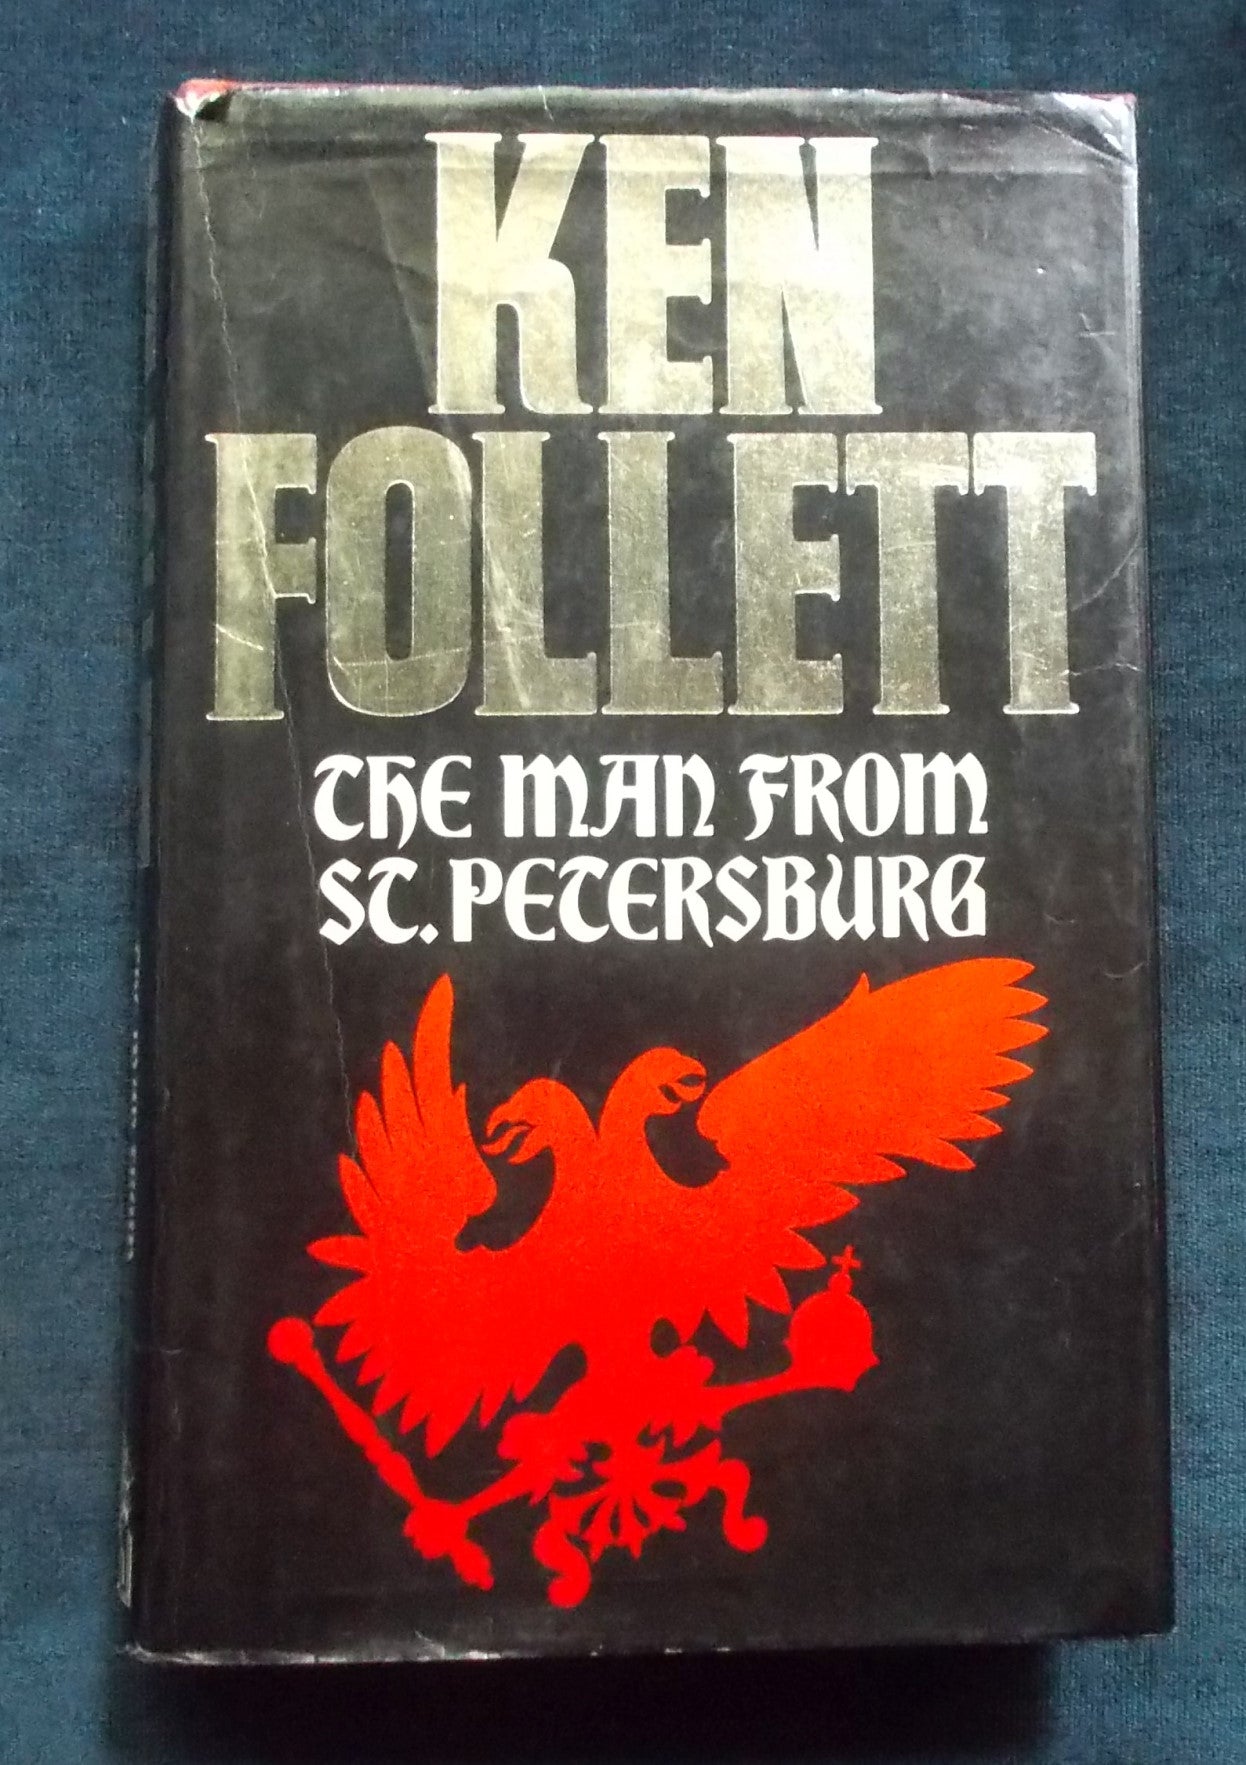 KEN
FOLLETT
THE MAN FROM
ST. PETERSBURG